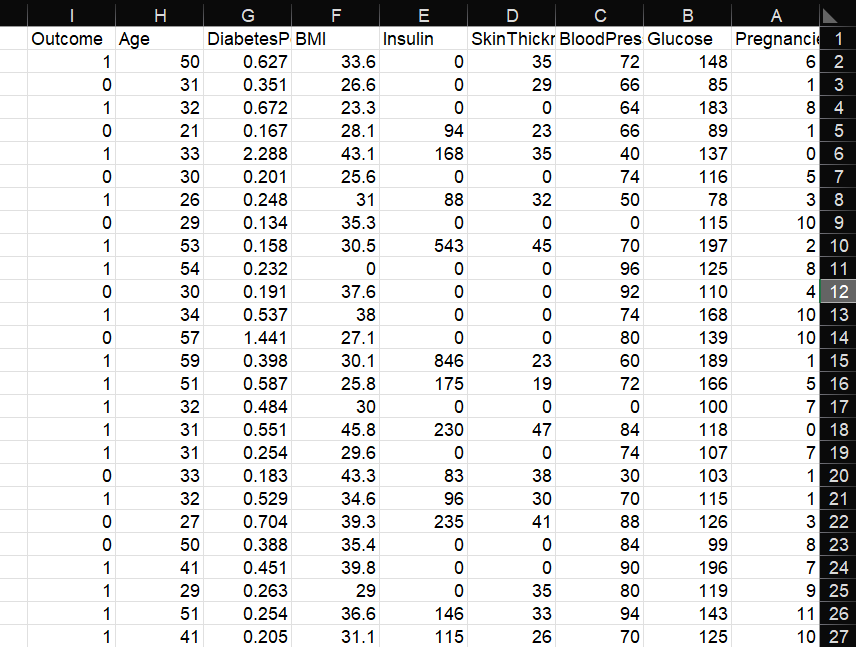 I H G F E D C B A
Outcome Age DiabetesP BMI Insulin SkinThickr BloodPres Glucose Pregnancie 1
1 50 0.627 33.6 0 35 72 148 6 2
0 31 0.351 26.6 0 29 66 85 1 3
1 32 0.672 23.3 0 0 64 183 8 4
0 21 0.167 28.1 94 23 66 89 1 5
1 33 2.288 43.1 168 35 40 137 0 6
0 30 0.201 25.6 0 0 74 116 5 7
1 26 0.248 31 88 32 50 78 3 8
0 29 0.134 35.3 0 0 0 115 10 9
1 53 0.158 30.5 543 45 70 197 2 10
1 54 0.232 0 0 0 96 125 8 11
0 30 0.191 37.6 0 0 92 110 4 12
1 34 0.537 38 0 0 74 168 10 13
0 57 1.441 27.1 0 0 80 139 10 14
1 59 0.398 30.1 846 23 60 189 1 15
1 51 0.587 25.8 175 19 72 166 5 16
1 32 0.484 30 0 0 0 100 7 17
1 31 0.551 45.8 230 47 84 118 0 18
1 31 0.254 29.6 0 0 74 107 7 19
0 33 0.183 43.3 83 38 30 103 1 20
1 32 0.529 34.6 96 30 70 115 1 21
0 27 0.704 39.3 235 41 88 126 3 22
0 50 0.388 35.4 0 0 84 99 8 23
1 41 0.451 39.8 0 0 90 196 7 24
1 29 0.263 29 0 35 80 119 9 25
1 51 0.254 36.6 146 33 94 143 11 26
1 41 0.205 31.1 115 26 70 125 10 27